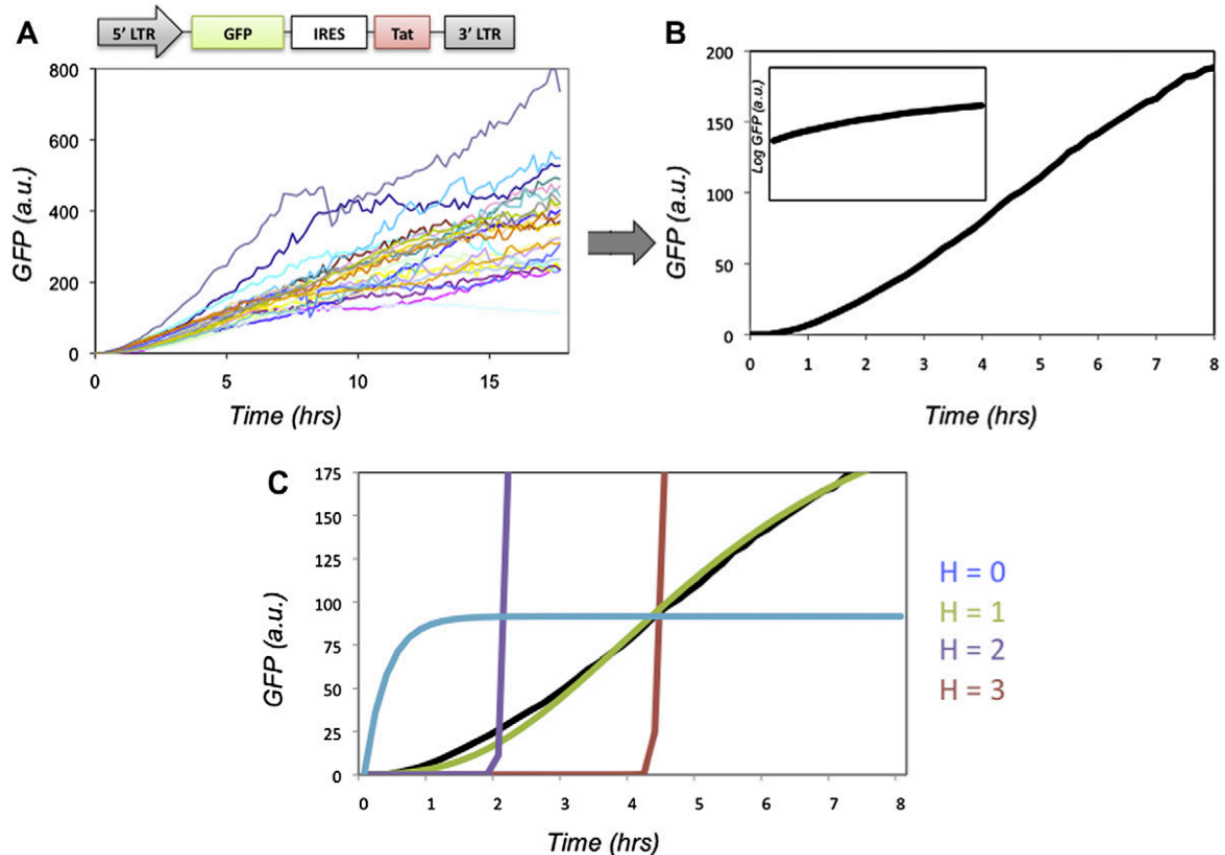 A
5' LTR GFP IRES Tat 3' LTR
800
600
400
200
0
GFP (a.u.)
0 5 10 15
Time (hrs)
B
200
150
100
50
0
GFP (a.u.)
Log GFP (a.u.)
0 1 2 3 4 5 6 7 8
Time (hrs)
C
175
150
125
100
75
50
25
0
GFP (a.u.)
0 1 2 3 4 5 6 7 8
Time (hrs)
H = 0
H = 1
H = 2
H = 3